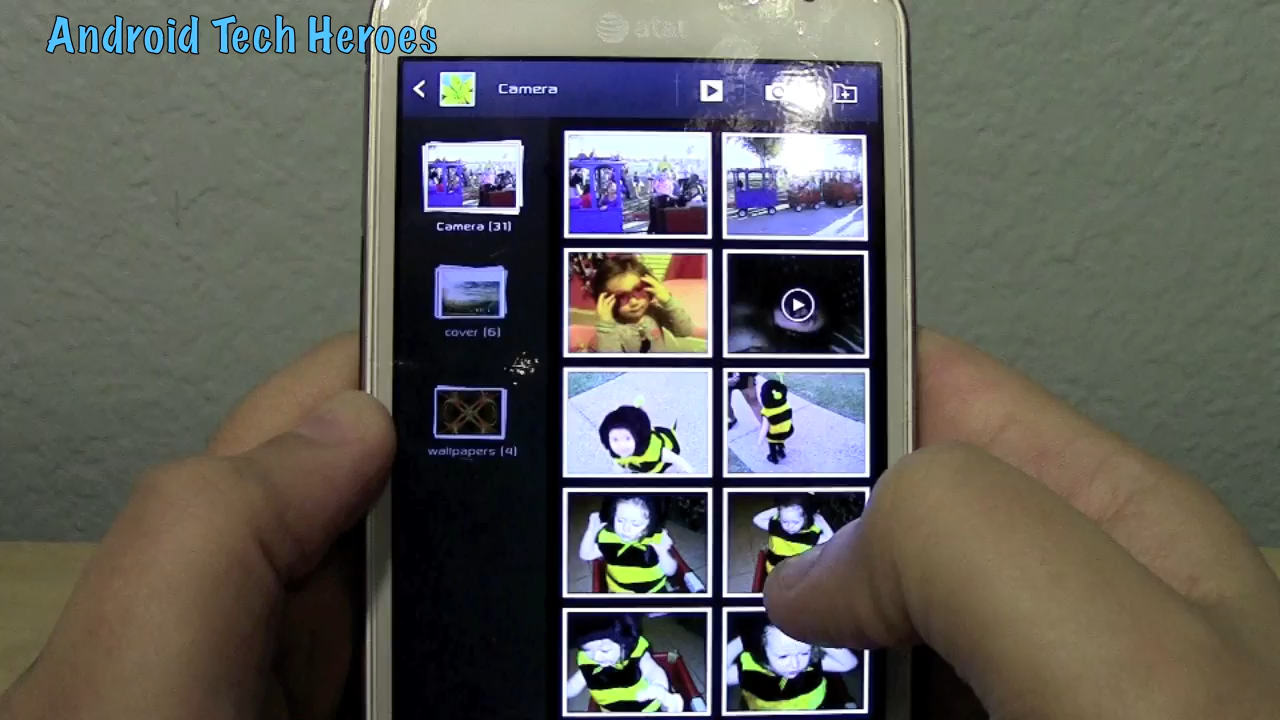 Android Tech Heroes
at&t
Camera
Camera (31)
cover (6)
wallpapers (4)